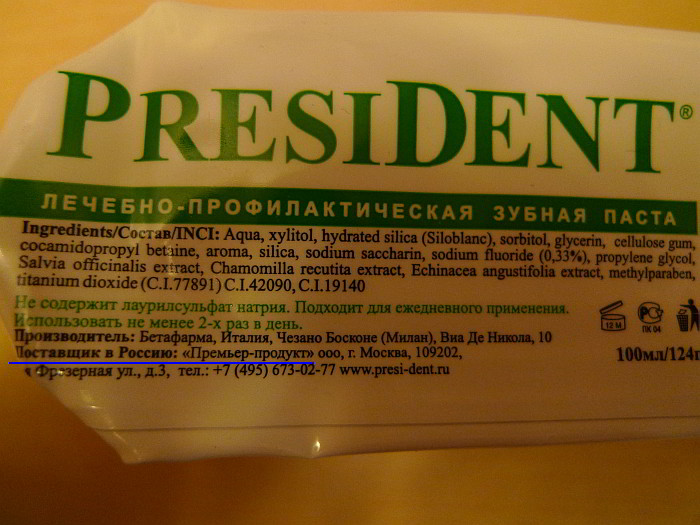 PRESIDENT®
ЛЕЧЕБНО-ПРОФИЛАКТИЧЕСКАЯ ЗУБНАЯ ПАСТА
Ingredients/Состав/INCI: Aqua, xylitol, hydrated silica (Siloblanc), sorbitol, glycerin, cellulose gum,
cocamidopropyl betaine, aroma, silica, sodium saccharin, sodium fluoride (0,33%), propylene glycol,
Salvia officinalis extract, Chamomilla recutita extract, Echinacea angustifolia extract, methylparaben,
titanium dioxide (C.I.77891) C.I.42090, C.I.19140
Не содержит лаурилсульфат натрия. Подходит для ежедневного применения.
Использовать не менее 2-х раз в день.
Производитель: Бетафарма, Италия, Чезано Босконе (Милан), Виа Де Никола, 10
Поставщик в Россию: «Премьер-продукт» ооо, г. Москва, 109202,
Фрезерная ул., д.3, тел.: +7 (495) 673-02-77 www.presi-dent.ru
12 M
ПК 04
100мл/124г